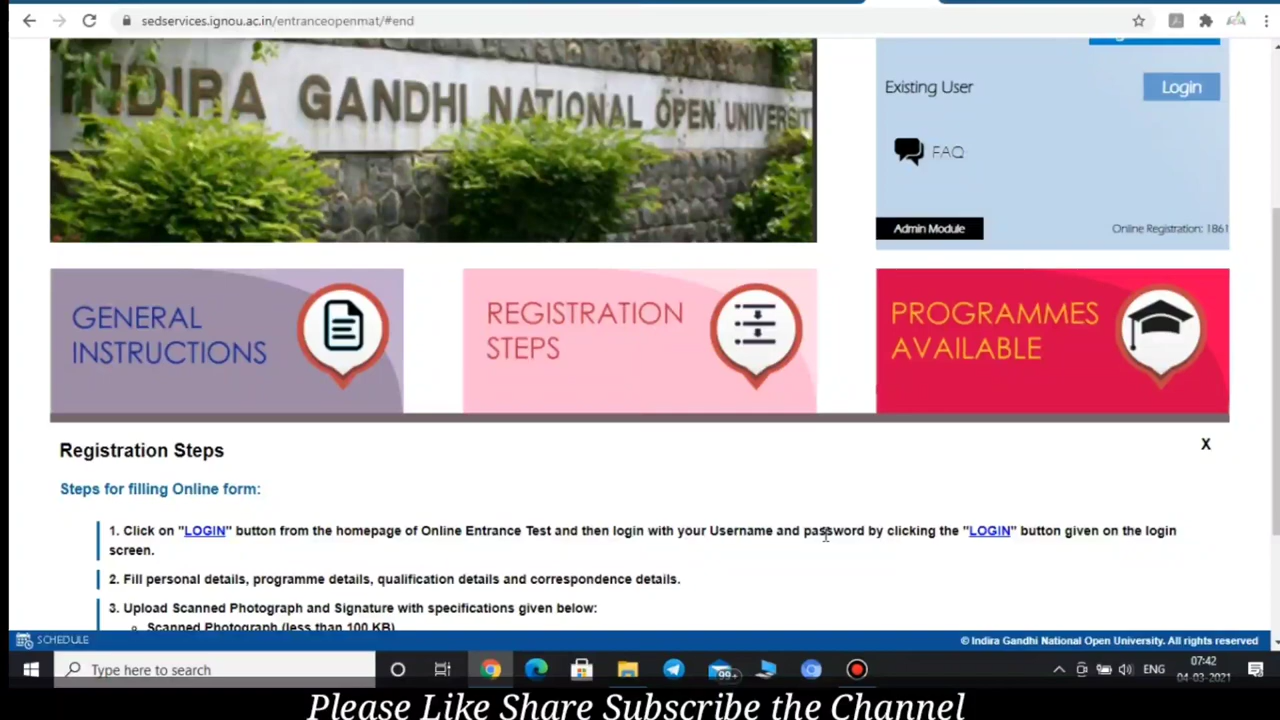 sedservices.ignou.ac.in/entranceopenmat/#end
INDIRA GANDHI NATIONAL OPEN UNIVERSIT
Existing User
Login
FAQ
Admin Module
Online Registration: 1861
GENERAL
INSTRUCTIONS
REGISTRATION
STEPS
PROGRAMMES
AVAILABLE
Registration Steps
X
Steps for filling Online form:
1. Click on "LOGIN" button from the homepage of Online Entrance Test and then login with your Username and password by clicking the "LOGIN" button given on the login
screen.
2. Fill personal details, programme details, qualification details and correspondence details.
3. Upload Scanned Photograph and Signature with specifications given below:
Scanned Photograph (less than 100 KB)
SCHEDULE
© Indira Gandhi National Open University. All rights reserved
Type here to search
99+
ENG
07:42
04-03-2021
Please Like Share Subscribe the Channel